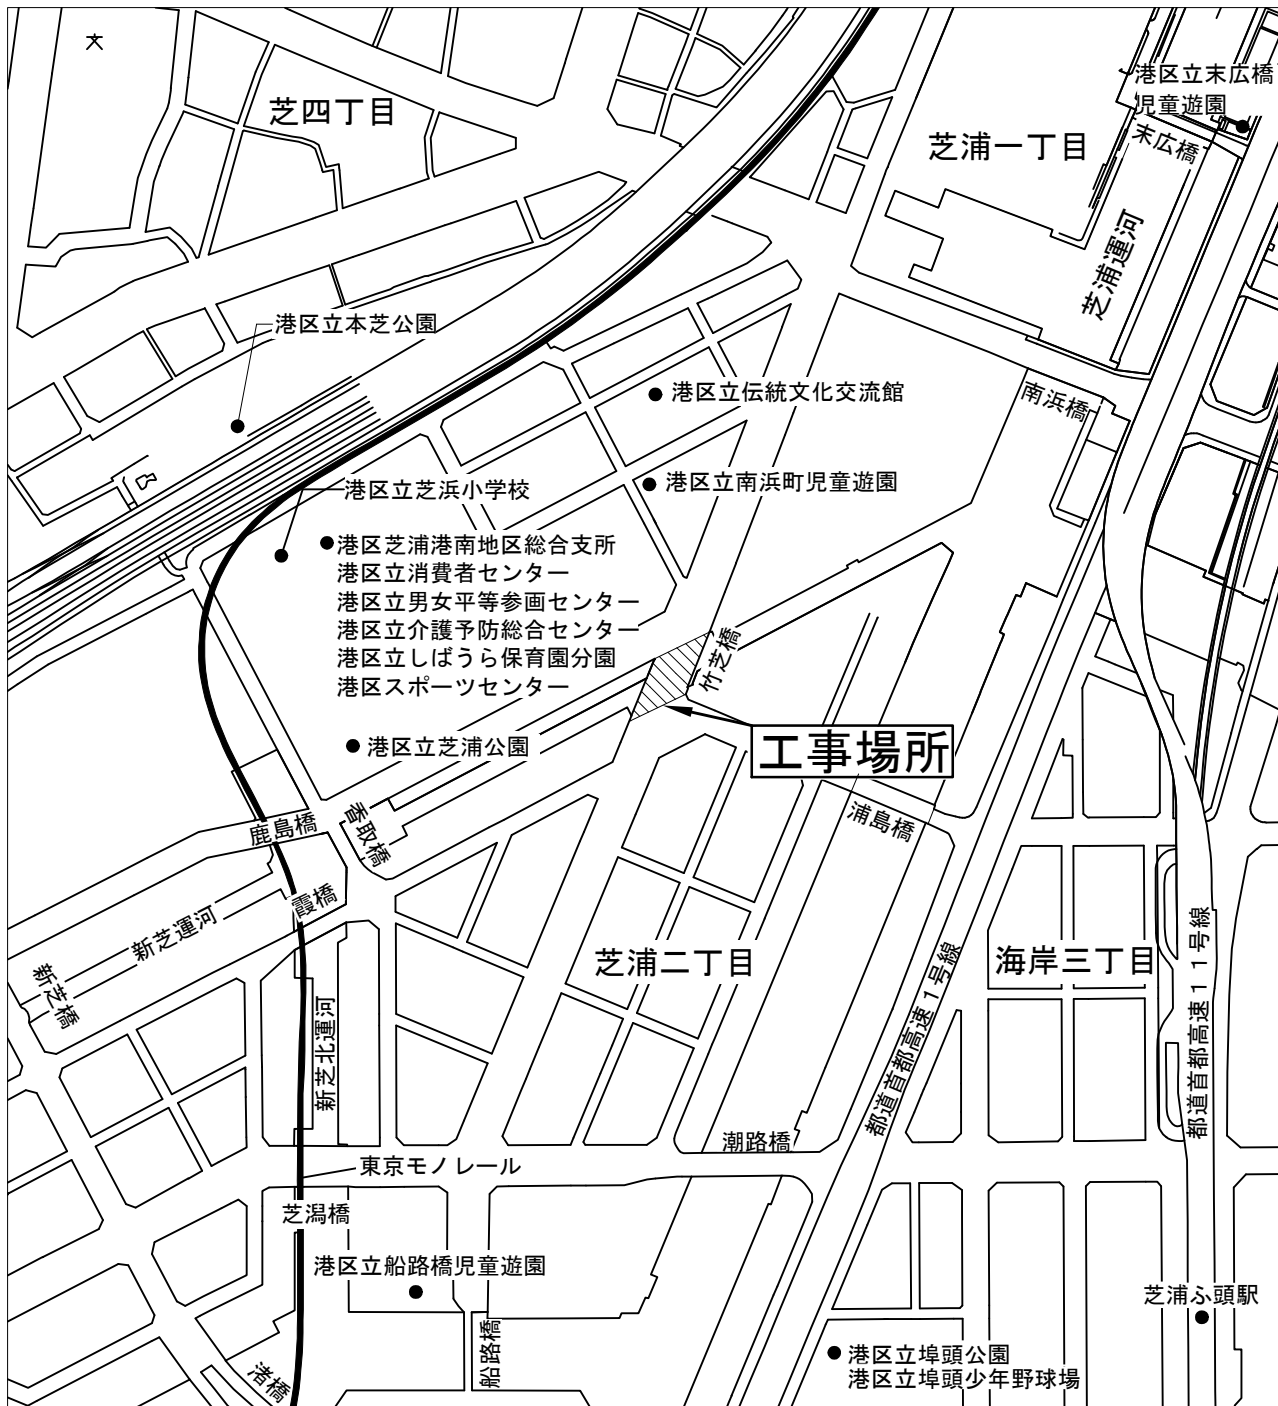 文
港区立末広橋
児童遊園
芝四丁目
芝浦一丁目
末広橋
芝浦運河
港区立本芝公園
港区立伝統文化交流館
南浜橋
港区立南浜町児童遊園
港区立芝浜小学校
港区芝浦港南地区総合支所
港区立消費者センター
港区立男女平等参画センター
港区立介護予防総合センター
港区立しばうら保育園分園
港区スポーツセンター
竹芝橋
工事場所
港区立芝浦公園
香取橋
鹿島橋
浦島橋
霞橋
新芝運河
芝浦二丁目
海岸三丁目
都道首都高速1号線
都道首都高速11号線
新芝橋
新芝北運河
潮路橋
東京モノレール
芝潟橋
港区立船路橋児童遊園
芝浦ふ頭駅
船路橋
渚橋
港区立埠頭公園
港区立埠頭少年野球場